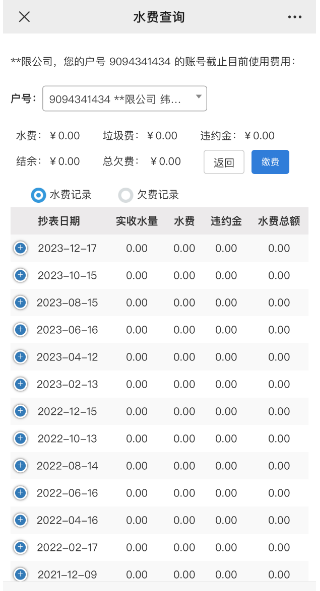 水费查询
**限公司，您的户号 9094341434 的账号截止目前使用费用：
户号： 9094341434 **限公司 纬...
水费：￥0.00 垃圾费：￥0.00 违约金：￥0.00
结余：￥0.00 总欠费：￥0.00 返回 缴费
水费记录 欠费记录
抄表日期 实收水量 水费 违约金 水费总额
2023-12-17 0.00 0.00 0.00 0.00
2023-10-15 0.00 0.00 0.00 0.00
2023-08-15 0.00 0.00 0.00 0.00
2023-06-16 0.00 0.00 0.00 0.00
2023-04-12 0.00 0.00 0.00 0.00
2023-02-13 0.00 0.00 0.00 0.00
2022-12-15 0.00 0.00 0.00 0.00
2022-10-13 0.00 0.00 0.00 0.00
2022-08-14 0.00 0.00 0.00 0.00
2022-06-16 0.00 0.00 0.00 0.00
2022-04-16 0.00 0.00 0.00 0.00
2022-02-17 0.00 0.00 0.00 0.00
2021-12-09 0.00 0.00 0.00 0.00